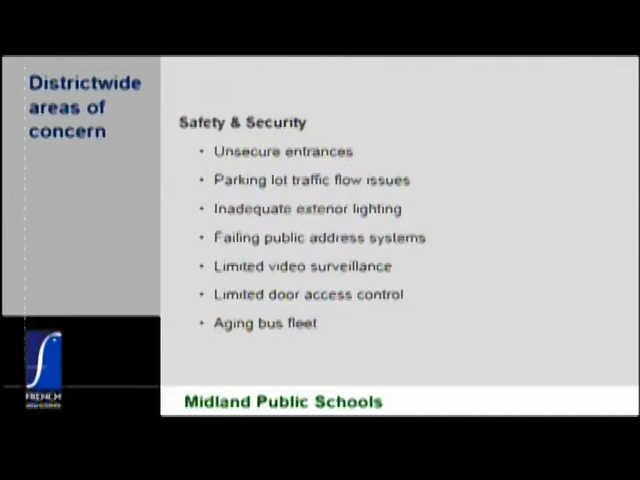 Districtwide
areas of
concern
Safety & Security
• Unsecure entrances
• Parking lot traffic flow issues
• Inadequate exterior lighting
• Failing public address systems
• Limited video surveillance
• Limited door access control
• Aging bus fleet
FRENCH
Midland Public Schools